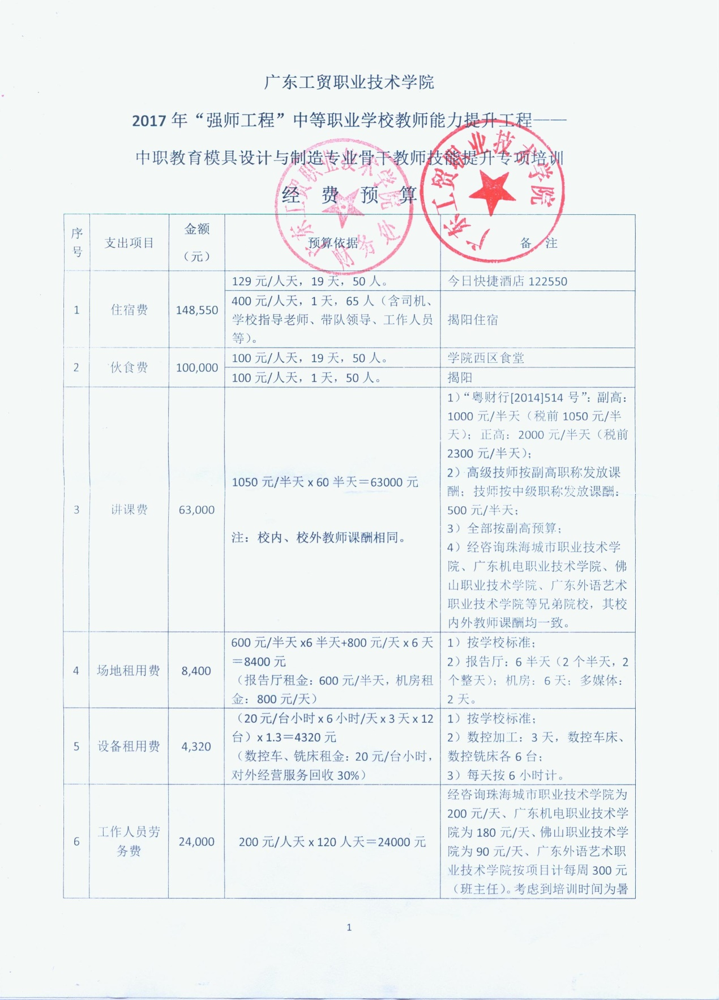 广东工贸职业技术学院
2017 年“强师工程”中等职业学校教师能力提升工程——
中职教育模具设计与制造专业骨干教师技能提升专项培训
经 费 预 算
广东工贸职业技术学院
财务处
广东工贸职业技术学院
序号
支出项目
金额
（元）
预算依据
备 注
1
住宿费
148,550
129 元/人天，19 天，50 人。
今日快捷酒店 122550
400 元/人天，1 天，65 人（含司机、
学校指导老师、带队领导、工作人员
等）。
揭阳住宿
2
伙食费
100,000
100 元/人天，19 天，50 人。
学院西区食堂
100 元/人天，1 天，50 人。
揭阳
3
讲课费
63,000
1050 元/半天 x 60 半天＝63000 元
注：校内、校外教师课酬相同。
1）“粤财行[2014]514 号”：副高：
1000 元/半天（税前 1050 元/半
天）；正高：2000 元/半天（税前
2300 元/半天）；
2）高级技师按副高职称发放课
酬；技师按中级职称发放课酬：
500 元/半天；
3）全部按副高预算；
4）经咨询珠海城市职业技术学
院、广东机电职业技术学院、佛
山职业技术学院、广东外语艺术
职业技术学院等兄弟院校，其校
内外教师课酬均一致。
4
场地租用费
8,400
600 元/半天 x6 半天+800 元/天 x 6 天
＝8400 元
（报告厅租金：600 元/半天，机房租
金：800 元/天）
1）按学校标准；
2）报告厅：6 半天（2 个半天，2
个整天）；机房：6 天；多媒体：
2 天。
5
设备租用费
4,320
（20 元/台小时 x 6 小时/天 x 3 天 x 12
台）x 1.3＝4320 元
（数控车、铣床租金：20 元/台小时，
对外经营服务回收 30%）
1）按学校标准；
2）数控加工：3 天，数控车床、
数控铣床各 6 台；
3）每天按 6 小时计。
6
工作人员劳
务费
24,000
200 元/人天 x 120 人天＝24000 元
经咨询珠海城市职业技术学院为
200 元/天、广东机电职业技术学
院为 180 元/天、佛山职业技术学
院为 90 元/天、广东外语艺术职
业技术学院按项目计每周 300 元
（班主任）。考虑到培训时间为暑
1